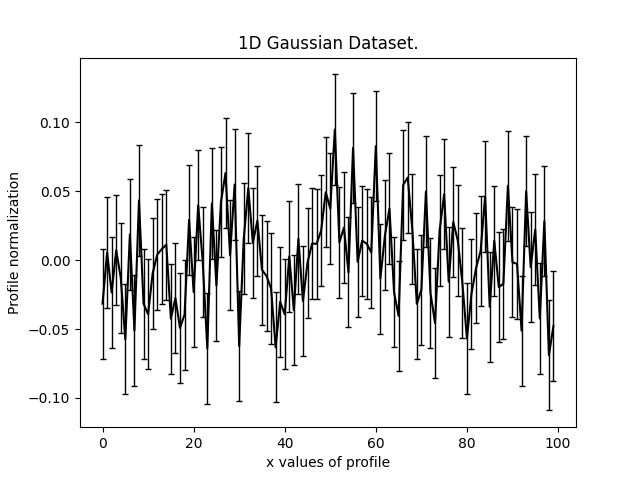 1D Gaussian Dataset.
Profile normalization
0.10
0.05
0.00
−0.05
−0.10
0 20 40 60 80 100
x values of profile